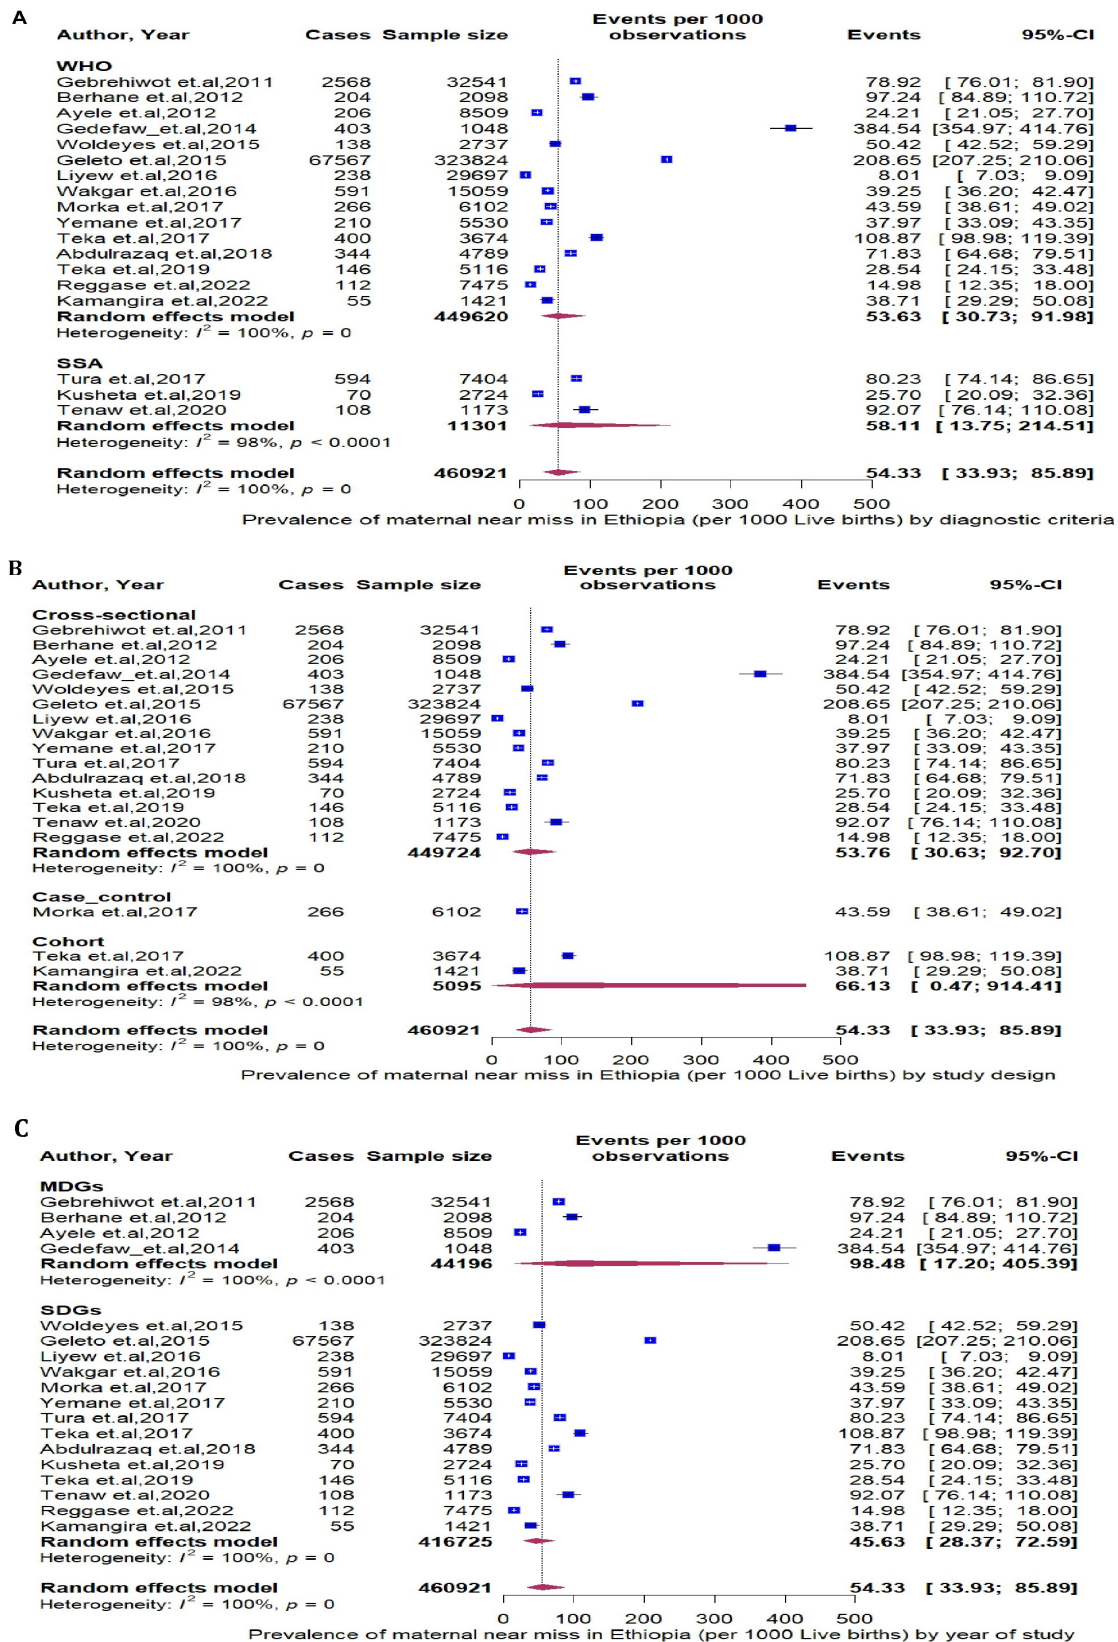 A
Events per 1000
Author, Year Cases Sample size observations Events 95%-CI
WHO
Gebrehiwot et.al,2011 2568 32541 78.92 [ 76.01; 81.90]
Berhane et.al,2012 204 2098 97.24 [ 84.89; 110.72]
Ayele et.al,2012 206 8509 24.21 [ 21.05; 27.70]
Gedefaw_et.al,2014 403 1048 384.54 [354.97; 414.76]
Woldeyes et.al,2015 138 2737 50.42 [ 42.52; 59.29]
Geleto et.al,2015 67567 323824 208.65 [207.25; 210.06]
Liyew et.al,2016 238 29697 8.01 [ 7.03; 9.09]
Wakgar et.al,2016 591 15059 39.25 [ 36.20; 42.47]
Morka et.al,2017 266 6102 43.59 [ 38.61; 49.02]
Yemane et.al,2017 210 5530 37.97 [ 33.09; 43.35]
Teka et.al,2017 400 3674 108.87 [ 98.98; 119.39]
Abdulrazaq et.al,2018 344 4789 71.83 [ 64.68; 79.51]
Teka et.al,2019 146 5116 28.54 [ 24.15; 33.48]
Reggase et.al,2022 112 7475 14.98 [ 12.35; 18.00]
Kamangira et.al,2022 55 1421 38.71 [ 29.29; 50.08]
Random effects model 449620 53.63 [ 30.73; 91.98]
Heterogeneity: I² = 100%, p = 0
SSA
Tura et.al,2017 594 7404 80.23 [ 74.14; 86.65]
Kusheta et.al,2019 70 2724 25.70 [ 20.09; 32.36]
Tenaw et.al,2020 108 1173 92.07 [ 76.14; 110.08]
Random effects model 11301 58.11 [ 13.75; 214.51]
Heterogeneity: I² = 98%, p < 0.0001
Random effects model 460921 54.33 [ 33.93; 85.89]
Heterogeneity: I² = 100%, p = 0
0 100 200 300 400 500
Prevalence of maternal near miss in Ethiopia (per 1000 Live births) by diagnostic criteria
B
Events per 1000
Author, Year Cases Sample size observations Events 95%-CI
Cross-sectional
Gebrehiwot et.al,2011 2568 32541 78.92 [ 76.01; 81.90]
Berhane et.al,2012 204 2098 97.24 [ 84.89; 110.72]
Ayele et.al,2012 206 8509 24.21 [ 21.05; 27.70]
Gedefaw_et.al,2014 403 1048 384.54 [354.97; 414.76]
Woldeyes et.al,2015 138 2737 50.42 [ 42.52; 59.29]
Geleto et.al,2015 67567 323824 208.65 [207.25; 210.06]
Liyew et.al,2016 238 29697 8.01 [ 7.03; 9.09]
Wakgar et.al,2016 591 15059 39.25 [ 36.20; 42.47]
Yemane et.al,2017 210 5530 37.97 [ 33.09; 43.35]
Tura et.al,2017 594 7404 80.23 [ 74.14; 86.65]
Abdulrazaq et.al,2018 344 4789 71.83 [ 64.68; 79.51]
Kusheta et.al,2019 70 2724 25.70 [ 20.09; 32.36]
Teka et.al,2019 146 5116 28.54 [ 24.15; 33.48]
Tenaw et.al,2020 108 1173 92.07 [ 76.14; 110.08]
Reggase et.al,2022 112 7475 14.98 [ 12.35; 18.00]
Random effects model 449724 53.76 [ 30.63; 92.70]
Heterogeneity: I² = 100%, p = 0
Case_control
Morka et.al,2017 266 6102 43.59 [ 38.61; 49.02]
Cohort
Teka et.al,2017 400 3674 108.87 [ 98.98; 119.39]
Kamangira et.al,2022 55 1421 38.71 [ 29.29; 50.08]
Random effects model 5095 66.13 [ 0.47; 914.41]
Heterogeneity: I² = 98%, p < 0.0001
Random effects model 460921 54.33 [ 33.93; 85.89]
Heterogeneity: I² = 100%, p = 0
0 100 200 300 400 500
Prevalence of maternal near miss in Ethiopia (per 1000 Live births) by study design
C
Events per 1000
Author, Year Cases Sample size observations Events 95%-CI
MDGs
Gebrehiwot et.al,2011 2568 32541 78.92 [ 76.01; 81.90]
Berhane et.al,2012 204 2098 97.24 [ 84.89; 110.72]
Ayele et.al,2012 206 8509 24.21 [ 21.05; 27.70]
Gedefaw_et.al,2014 403 1048 384.54 [354.97; 414.76]
Random effects model 44196 98.48 [ 17.20; 405.39]
Heterogeneity: I² = 100%, p < 0.0001
SDGs
Woldeyes et.al,2015 138 2737 50.42 [ 42.52; 59.29]
Geleto et.al,2015 67567 323824 208.65 [207.25; 210.06]
Liyew et.al,2016 238 29697 8.01 [ 7.03; 9.09]
Wakgar et.al,2016 591 15059 39.25 [ 36.20; 42.47]
Morka et.al,2017 266 6102 43.59 [ 38.61; 49.02]
Yemane et.al,2017 210 5530 37.97 [ 33.09; 43.35]
Tura et.al,2017 594 7404 80.23 [ 74.14; 86.65]
Teka et.al,2017 400 3674 108.87 [ 98.98; 119.39]
Abdulrazaq et.al,2018 344 4789 71.83 [ 64.68; 79.51]
Kusheta et.al,2019 70 2724 25.70 [ 20.09; 32.36]
Teka et.al,2019 146 5116 28.54 [ 24.15; 33.48]
Tenaw et.al,2020 108 1173 92.07 [ 76.14; 110.08]
Reggase et.al,2022 112 7475 14.98 [ 12.35; 18.00]
Kamangira et.al,2022 55 1421 38.71 [ 29.29; 50.08]
Random effects model 416725 45.63 [ 28.37; 72.59]
Heterogeneity: I² = 100%, p = 0
Random effects model 460921 54.33 [ 33.93; 85.89]
Heterogeneity: I² = 100%, p = 0
0 100 200 300 400 500
Prevalence of maternal near miss in Ethiopia (per 1000 Live births) by year of study